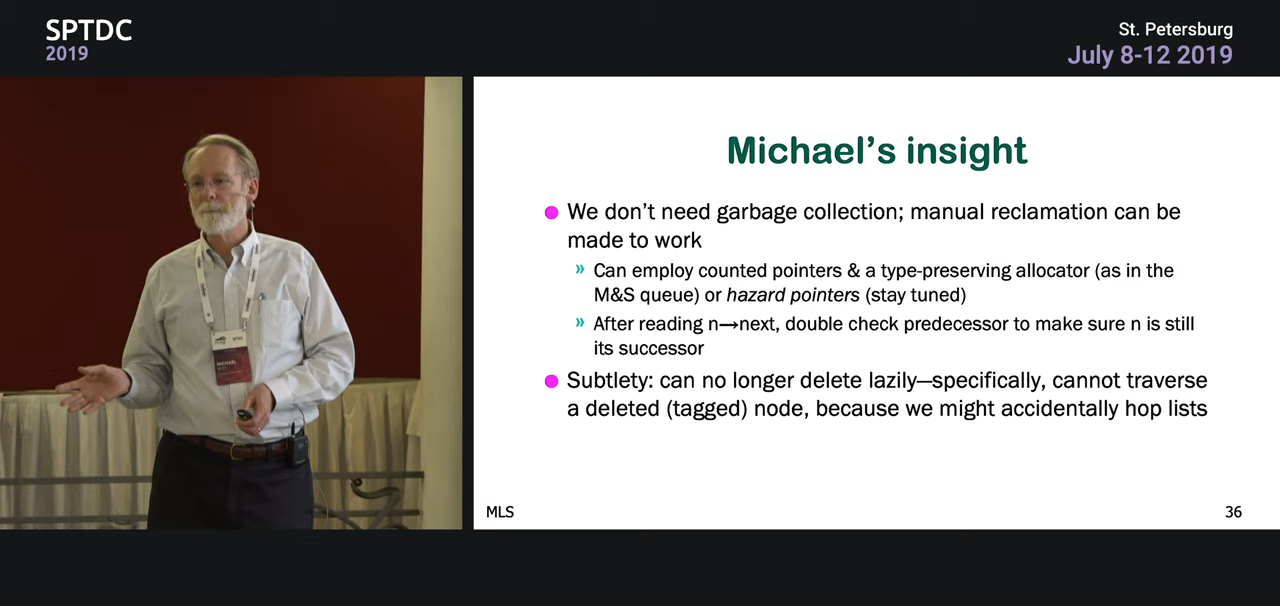 SPTDC
2019
St. Petersburg
July 8-12 2019
Michael's insight
We don't need garbage collection; manual reclamation can be
made to work
» Can employ counted pointers & a type-preserving allocator (as in the
M&S queue) or hazard pointers (stay tuned)
» After reading n→next, double check predecessor to make sure n is still
its successor
Subtlety: can no longer delete lazily—specifically, cannot traverse
a deleted (tagged) node, because we might accidentally hop lists
MLS
36
MICHAEL